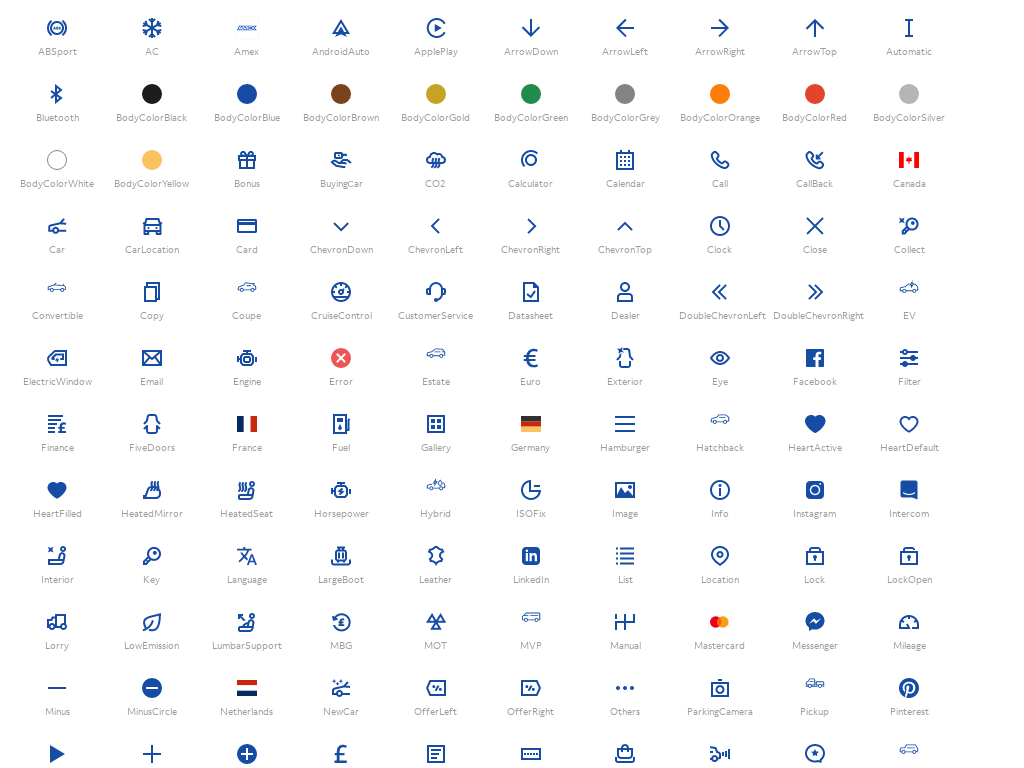 ABSport AC Amex AndroidAuto ApplePlay ArrowDown ArrowLeft ArrowRight ArrowTop Automatic
Bluetooth BodyColorBlack BodyColorBlue BodyColorBrown BodyColorGold BodyColorGreen BodyColorGrey BodyColorOrange BodyColorRed BodyColorSilver
BodyColorWhite BodyColorYellow Bonus BuyingCar CO2 Calculator Calendar Call CallBack Canada
Car CarLocation Card ChevronDown ChevronLeft ChevronRight ChevronTop Clock Close Collect
Convertible Copy Coupe CruiseControl CustomerService Datasheet Dealer DoubleChevronLeft DoubleChevronRight EV
ElectricWindow Email Engine Error Estate Euro Exterior Eye Facebook Filter
Finance FiveDoors France Fuel Gallery Germany Hamburger Hatchback HeartActive HeartDefault
HeartFilled HeatedMirror HeatedSeat Horsepower Hybrid ISOFix Image Info Instagram Intercom
Interior Key Language LargeBoot Leather LinkedIn List Location Lock LockOpen
Lorry LowEmission LumbarSupport MBG MOT MVP Manual Mastercard Messenger Mileage
Minus MinusCircle Netherlands NewCar OfferLeft OfferRight Others ParkingCamera Pickup Pinterest